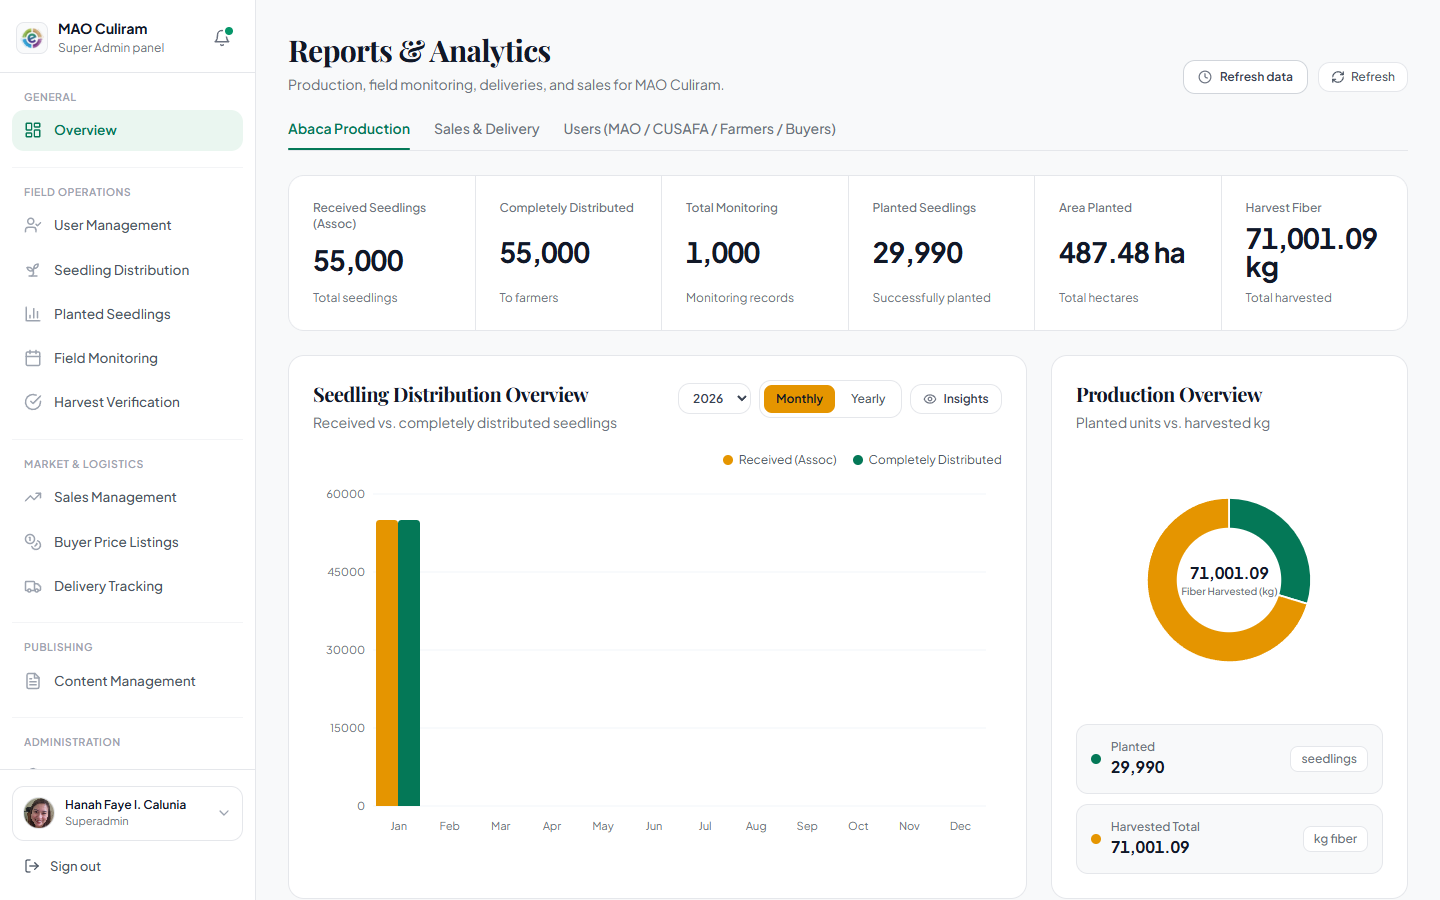 MAO Culiram
Super Admin panel
GENERAL
Overview
FIELD OPERATIONS
User Management
Seedling Distribution
Planted Seedlings
Field Monitoring
Harvest Verification
MARKET & LOGISTICS
Sales Management
Buyer Price Listings
Delivery Tracking
PUBLISHING
Content Management
ADMINISTRATION
Hanah Faye I. Calunia
Superadmin
Sign out
Reports & Analytics
Production, field monitoring, deliveries, and sales for MAO Culiram.
Refresh data
Refresh
Abaca Production
Sales & Delivery
Users (MAO / CUSAFA / Farmers / Buyers)
Received Seedlings
(Assoc)
55,000
Total seedlings
Completely Distributed
55,000
To farmers
Total Monitoring
1,000
Monitoring records
Planted Seedlings
29,990
Successfully planted
Area Planted
487.48 ha
Total hectares
Harvest Fiber
71,001.09
kg
Total harvested
Seedling Distribution Overview
Received vs. completely distributed seedlings
2026
Monthly
Yearly
Insights
Received (Assoc)
Completely Distributed
60000
45000
30000
15000
0
Jan Feb Mar Apr May Jun Jul Aug Sep Oct Nov Dec
Production Overview
Planted units vs. harvested kg
71,001.09
Fiber Harvested (kg)
Planted
29,990
seedlings
Harvested Total
71,001.09
kg fiber